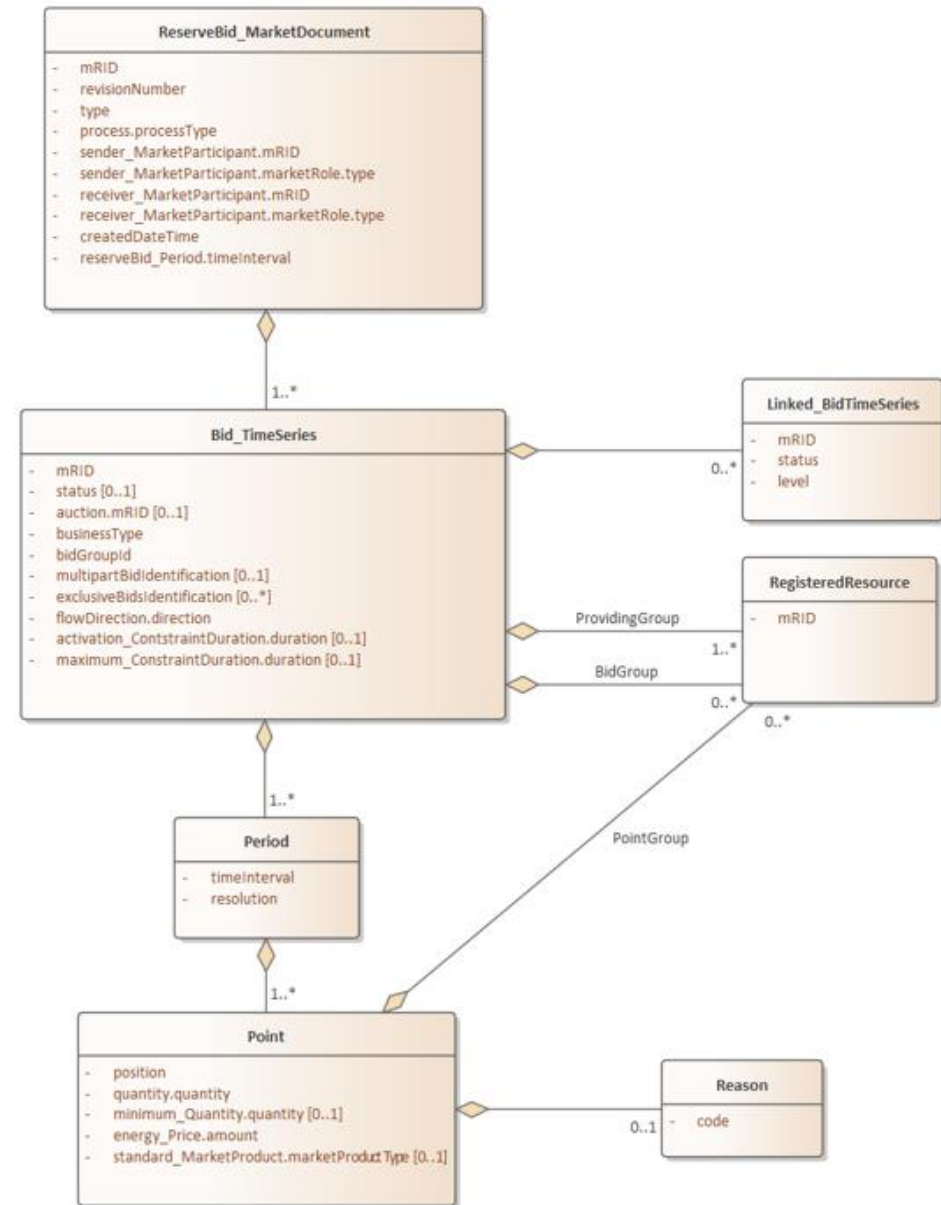 ReserveBid_MarketDocument
- mRID
- revisionNumber
- type
- process.processType
- sender_MarketParticipant.mRID
- sender_MarketParticipant.marketRole.type
- receiver_MarketParticipant.mRID
- receiver_MarketParticipant.marketRole.type
- createdDateTime
- reserveBid_Period.timeInterval
1..*
Bid_TimeSeries
- mRID
- status [0..1]
- auction.mRID [0..1]
- businessType
- bidGroupId
- multipartBidIdentification [0..1]
- exclusiveBidsIdentification [0..*]
- flowDirection.direction
- activation_ContstraintDuration.duration [0..1]
- maximum_ConstraintDuration.duration [0..1]
0..*
Linked_BidTimeSeries
- mRID
- status
- level
ProvidingGroup
1..*
BidGroup
0..*
RegisteredResource
- mRID
0..*
PointGroup
1..*
Period
- timeInterval
- resolution
1..*
Point
- position
- quantity.quantity
- minimum_Quantity.quantity [0..1]
- energy_Price.amount
- standard_MarketProduct.marketProductType [0..1]
0..1
Reason
- code